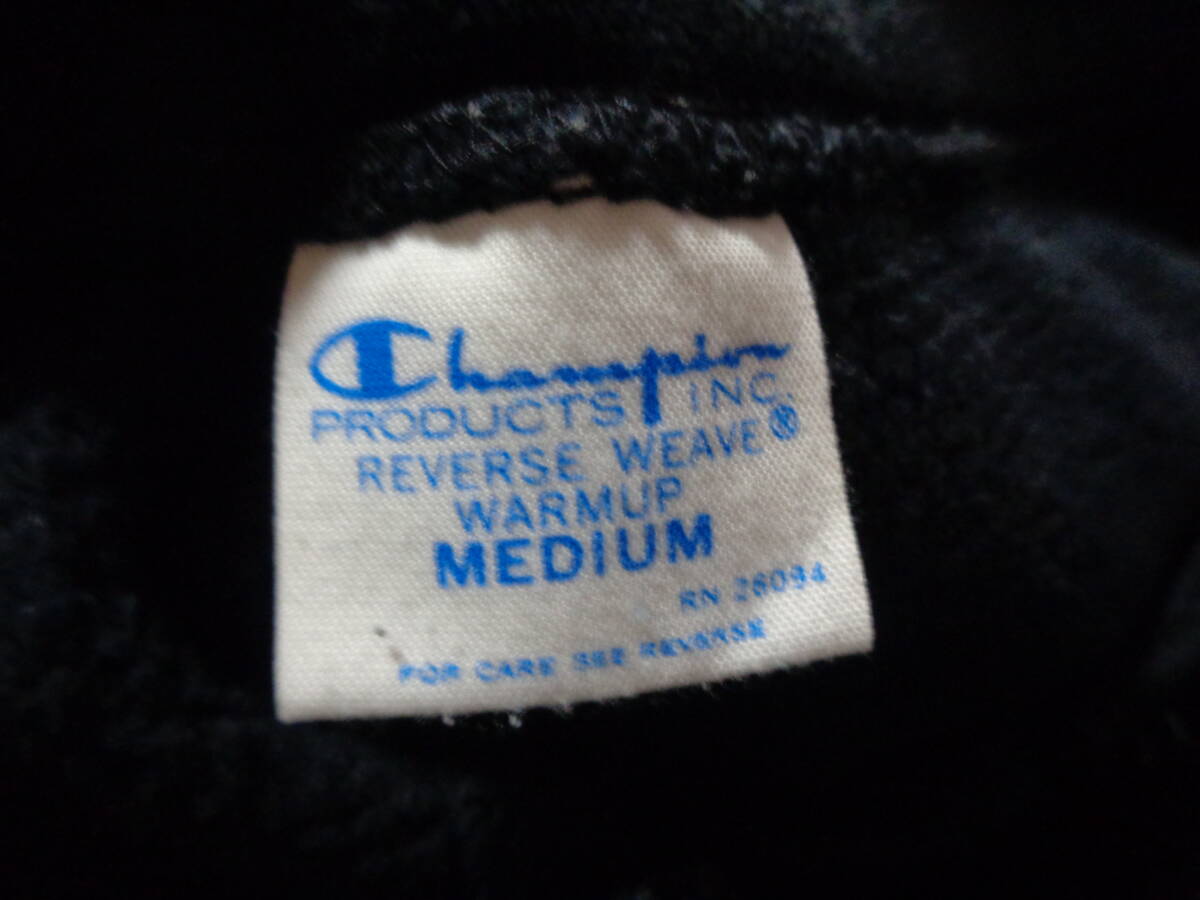 Champion
PRODUCTS INC.
REVERSE WEAVE®
WARMUP
MEDIUM
RN 26094
FOR CARE SEE REVERSE